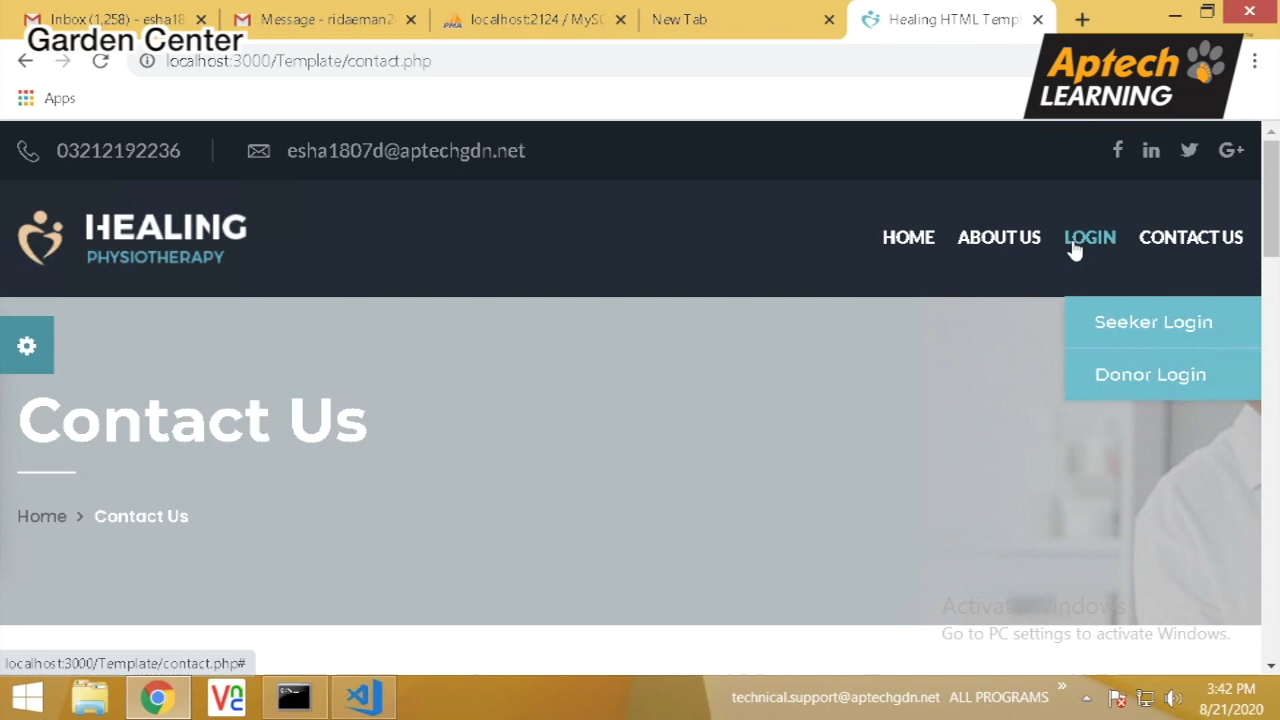 Inbox (1,258) - esha18
Message - ridaeman2
localhost:2124 / MySQ
New Tab
Healing HTML Templ
Garden Center
localhost:3000/Template/contact.php
Aptech
LEARNING
Apps
03212192236
esha1807d@aptechgdn.net
HEALING
PHYSIOTHERAPY
HOME
ABOUT US
LOGIN
CONTACT US
Seeker Login
Donor Login
Contact Us
Home > Contact Us
Activate Windows
Go to PC settings to activate Windows.
localhost:3000/Template/contact.php#
technical.support@aptechgdn.net
ALL PROGRAMS
3:42 PM
8/21/2020